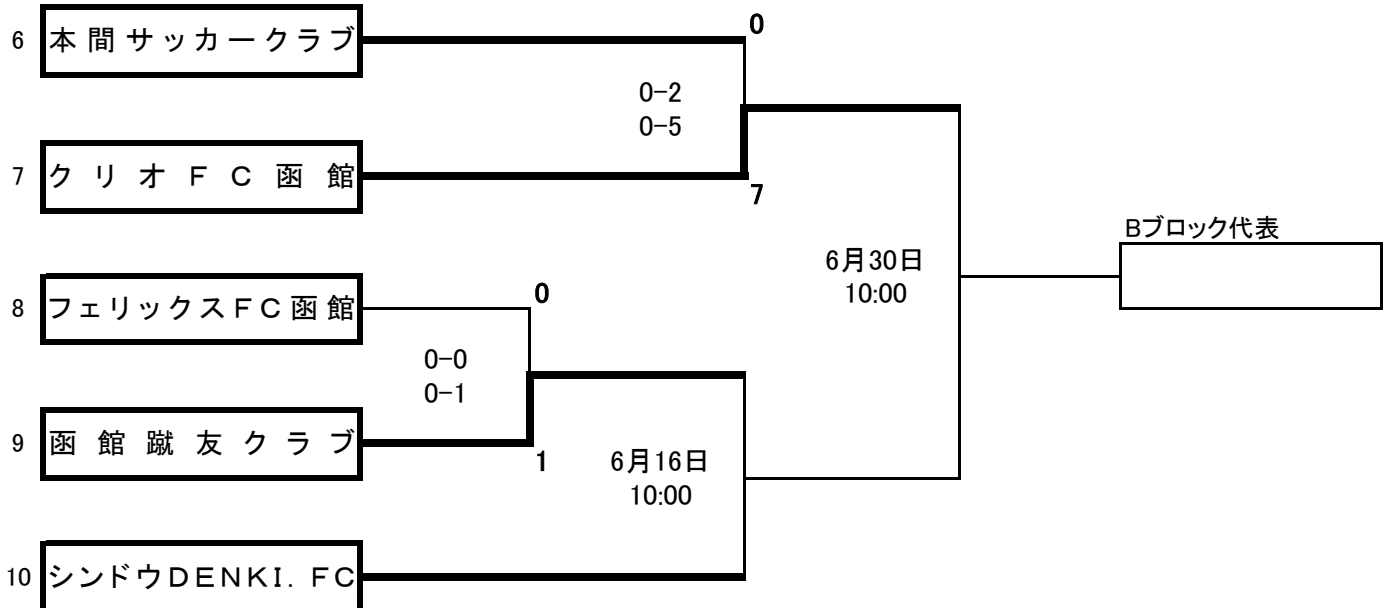 6 本間サッカークラブ
0
0-2
0-5
7 クリオFC函館
7
Bブロック代表
6月30日
10:00
8 フェリックスFC函館
0
0-0
0-1
9 函館蹴友クラブ
1
6月16日
10:00
10 シンドウDENKI. FC